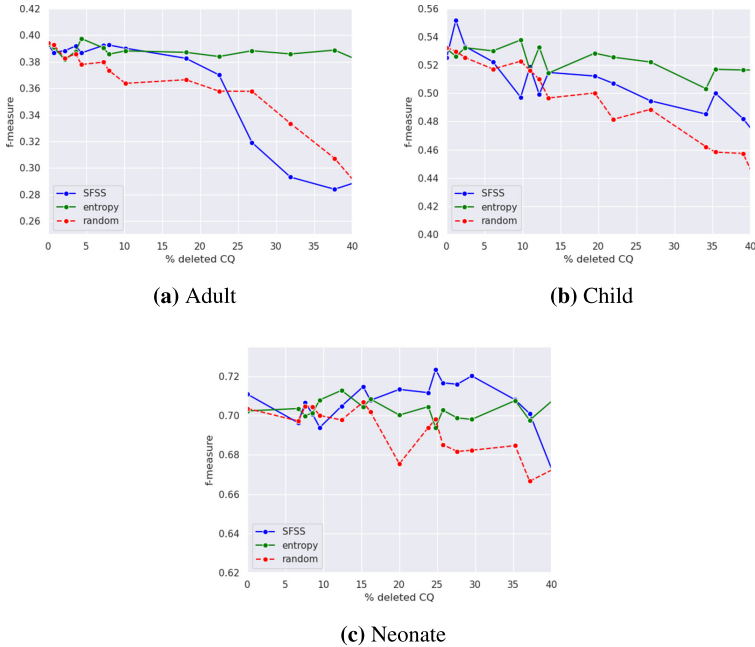 0.42
0.40
0.38
0.36
0.34
0.32
0.30
0.28
0.26
f-measure
SFSS
entropy
random
0 5 10 15 20 25 30 35 40
% deleted CQ
(a) Adult
0.56
0.54
0.52
0.50
0.48
0.46
0.44
0.42
0.40
f-measure
SFSS
entropy
random
0 5 10 15 20 25 30 35 40
% deleted CQ
(b) Child
0.72
0.70
0.68
0.66
0.64
0.62
f-measure
SFSS
entropy
random
0 5 10 15 20 25 30 35 40
% deleted CQ
(c) Neonate